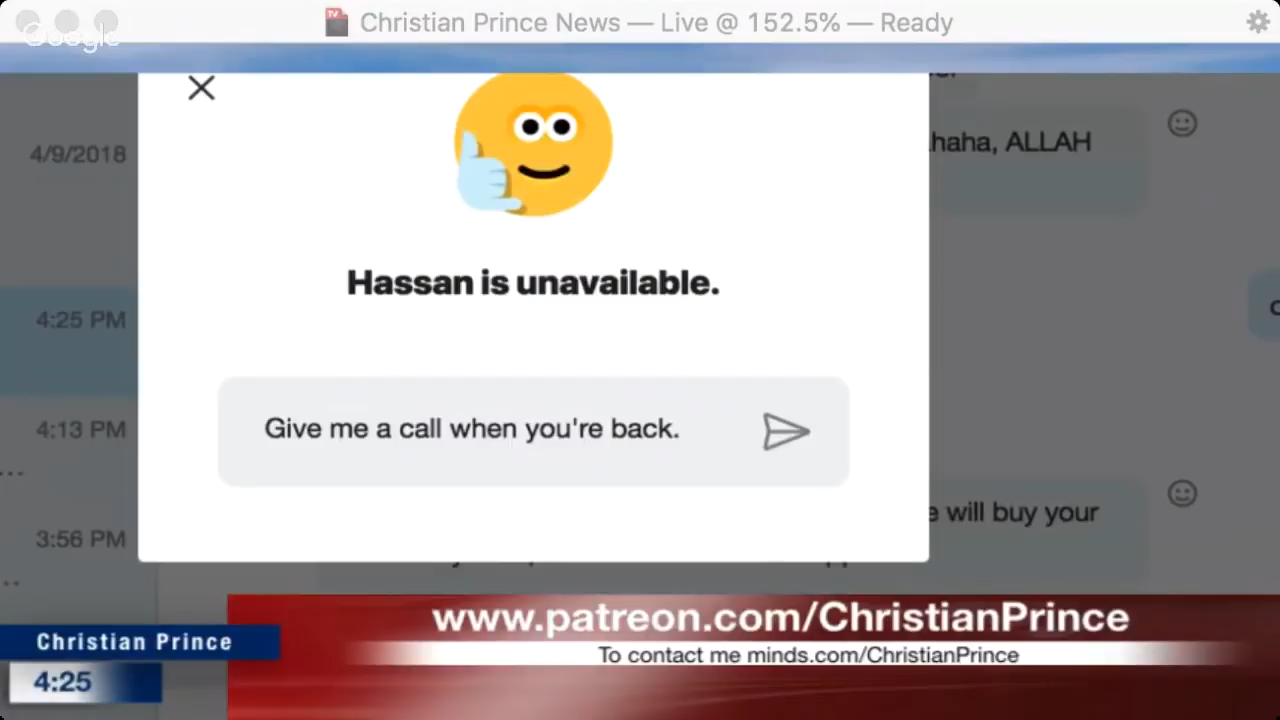 Christian Prince News — Live @ 152.5% — Ready
Google
4/9/2018
haha, ALLAH
Hassan is unavailable.
4:25 PM
Give me a call when you're back.
4:13 PM
...
will buy your
3:56 PM
www.patreon.com/ChristianPrince
To contact me minds.com/ChristianPrince
Christian Prince
4:25